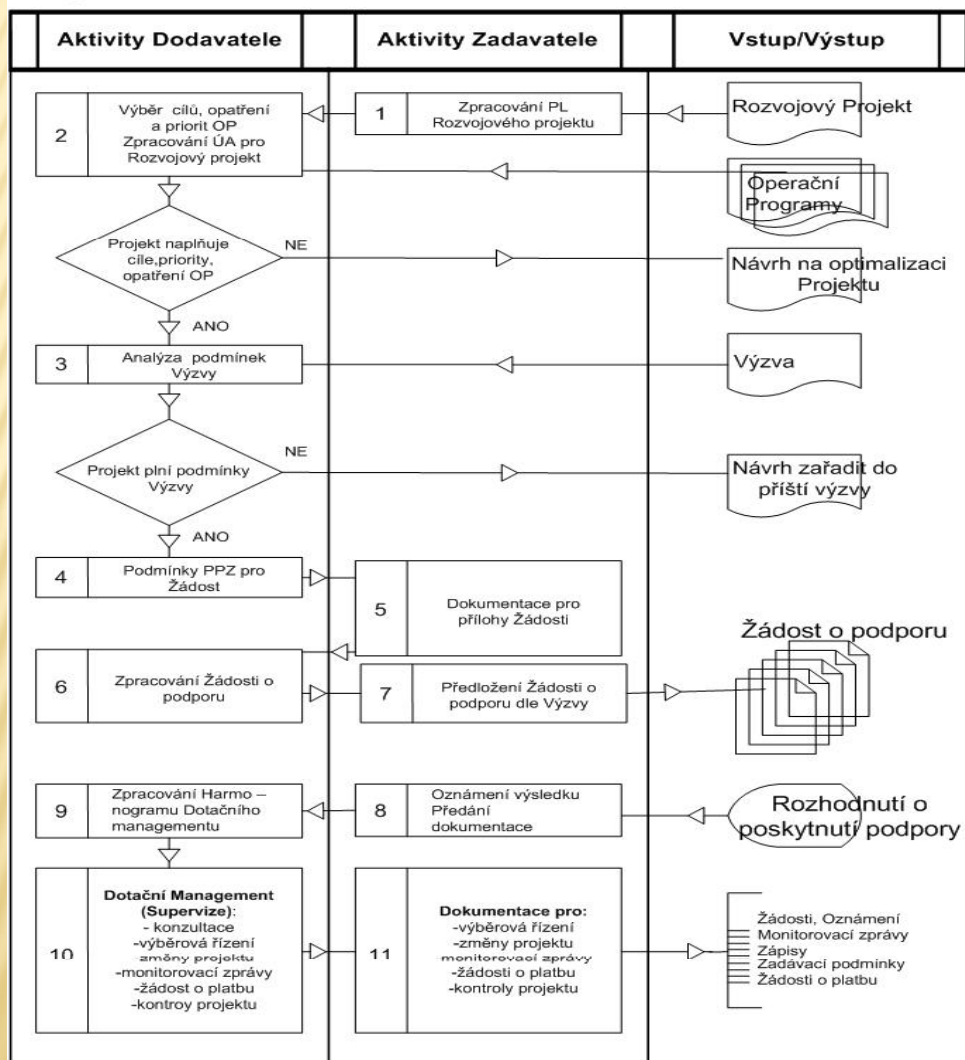 Aktivity Dodavatele
Aktivity Zadavatele
Vstup/Výstup
2
Výběr cílů, opatření
a priorit OP
Zpracování ÚA pro
Rozvojový projekt
1
Zpracování PL
Rozvojového projektu
Rozvojový Projekt
Operační
Programy
Projekt naplňuje
cíle,priority,
opatření OP
NE
Návrh na optimalizaci
Projektu
ANO
3
Analýza podmínek
Výzvy
Výzva
Projekt plní podmínky
Výzvy
NE
Návrh zařadit do
příští výzvy
ANO
4
Podmínky PPZ pro
Žádost
5
Dokumentace pro
přílohy Žádosti
6
Zpracování Žádosti o
podporu
7
Předložení Žádosti o
podporu dle Výzvy
Žádost o podporu
9
Zpracování Harmo –
nogramu Dotačního
managementu
8
Oznámení výsledku
Předání
dokumentace
Rozhodnutí o
poskytnutí podpory
10
Dotační Management
(Supervize):
- konzultace
-výběrová řízení
změny projektu
-monitorovací zprávy
-žádost o platbu
-kontroy projektu
11
Dokumentace pro:
-výběrová řízení
-změny projektu
monitorovací zprávy
-žádosti o platbu
-kontroly projektu
Žádosti, Oznámení
Monitorovací zprávy
Zápisy
Zadávací podmínky
Žádosti o platbu